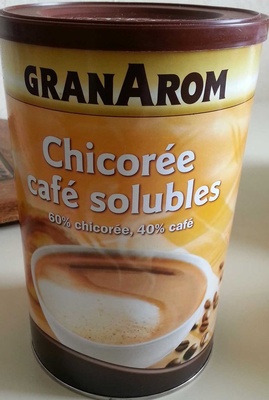 GRANAROM
Chicorée
café solubles
60% chicorée, 40% café